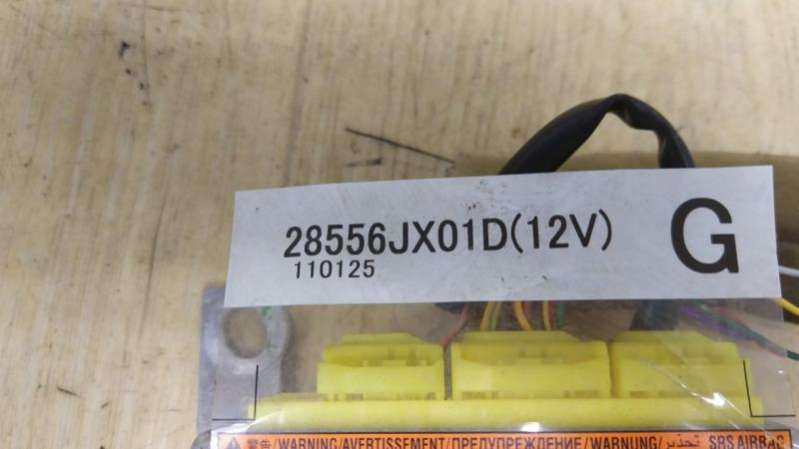 28556JX01D(12V)
110125
G
警告/WARNING/AVERTISSEMENT/ПРЕДУПРЕЖДЕНИЕ/WARNUNG/تحذير SRS AIRBAG